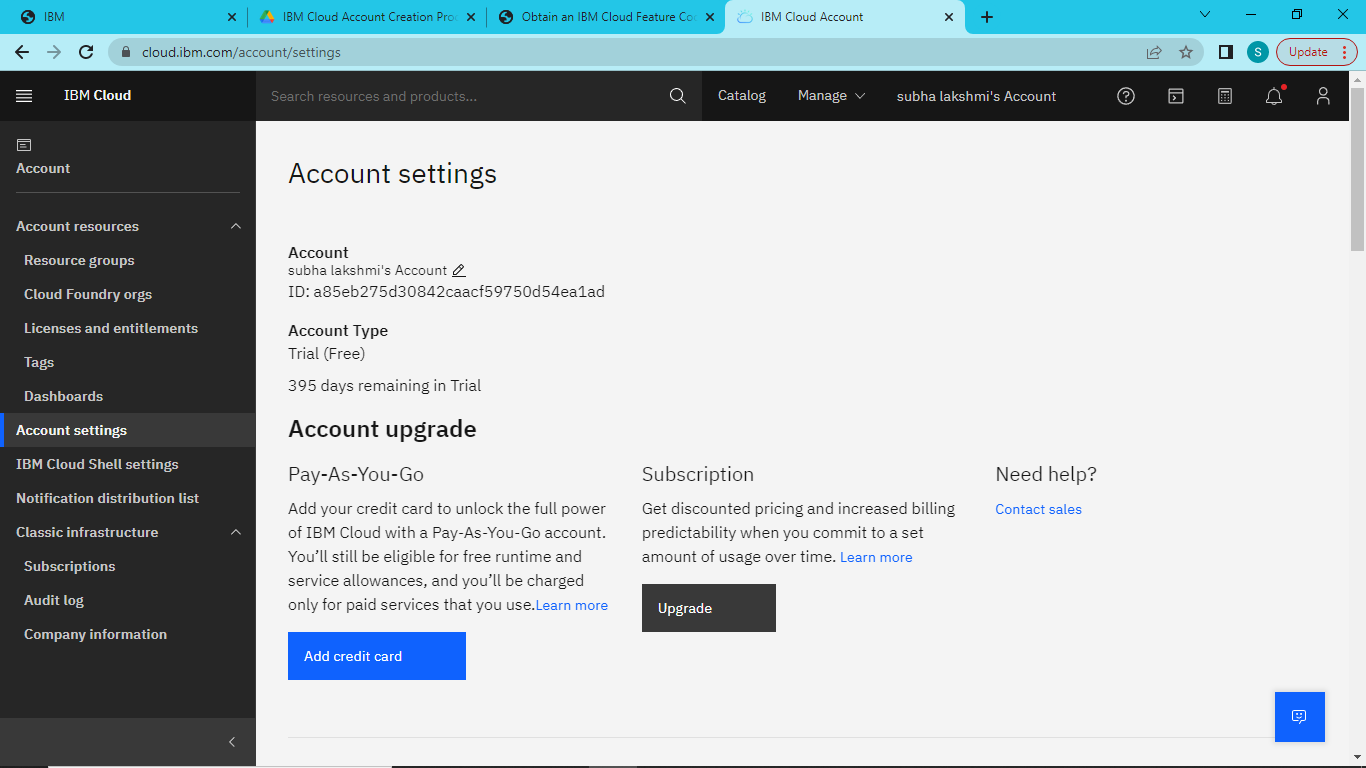 IBM
IBM Cloud Account Creation Pro
Obtain an IBM Cloud Feature Co
IBM Cloud Account
cloud.ibm.com/account/settings
S
Update
IBM Cloud
Search resources and products...
Catalog
Manage
subha lakshmi's Account
Account
Account resources
Resource groups
Cloud Foundry orgs
Licenses and entitlements
Tags
Dashboards
Account settings
IBM Cloud Shell settings
Notification distribution list
Classic infrastructure
Subscriptions
Audit log
Company information
Account settings
Account
subha lakshmi's Account
ID: a85eb275d30842caacf59750d54ea1ad
Account Type
Trial (Free)
395 days remaining in Trial
Account upgrade
Pay-As-You-Go
Add your credit card to unlock the full power
of IBM Cloud with a Pay-As-You-Go account.
You’ll still be eligible for free runtime and
service allowances, and you’ll be charged
only for paid services that you use.Learn more
Add credit card
Subscription
Get discounted pricing and increased billing
predictability when you commit to a set
amount of usage over time. Learn more
Upgrade
Need help?
Contact sales